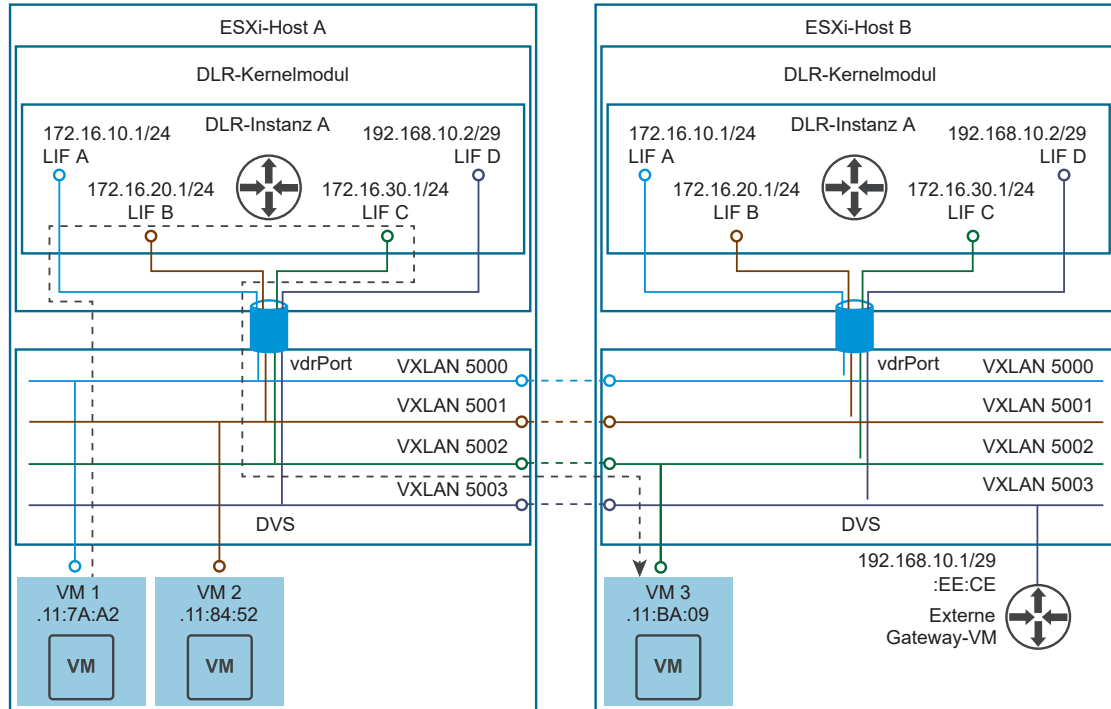 ESXi-Host A
DLR-Kernelmodul
DLR-Instanz A
172.16.10.1/24
LIF A
192.168.10.2/29
LIF D
172.16.20.1/24
LIF B
172.16.30.1/24
LIF C
vdrPort
VXLAN 5000
VXLAN 5001
VXLAN 5002
VXLAN 5003
DVS
VM 1
.11:7A:A2
VM
VM 2
.11:84:52
VM
ESXi-Host B
DLR-Kernelmodul
DLR-Instanz A
172.16.10.1/24
LIF A
192.168.10.2/29
LIF D
172.16.20.1/24
LIF B
172.16.30.1/24
LIF C
vdrPort
VXLAN 5000
VXLAN 5001
VXLAN 5002
VXLAN 5003
DVS
VM 3
.11:BA:09
VM
192.168.10.1/29
:EE:CE
Externe
Gateway-VM